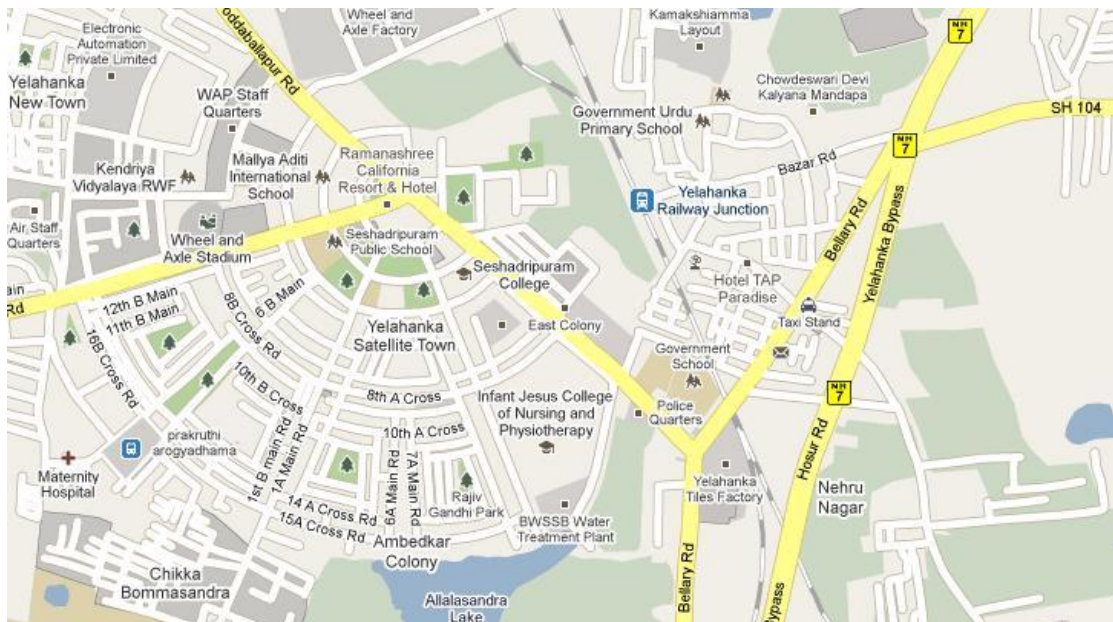 oddaballapur Rd
Wheel and
Axle Factory
Kamakshiamma
Layout
NH
7
Electronic
Automation
Private Limited
Yelahanka
New Town
WAP Staff
Quarters
Chowdeswari Devi
Kalyana Mandapa
SH 104
Government Urdu
Primary School
NH
7
Bazar Rd
Kendriya
Vidyalaya RWF
Mallya Aditi
International
School
Ramanashree
California
Resort & Hotel
Yelahanka
Railway Junction
Bellary Rd
Yelahanka Bypass
Air Staff
Quarters
Wheel and
Axle Stadium
Seshadripuram
Public School
Seshadripuram
College
Hotel TAP
Paradise
Taxi Stand
ain
Rd
12th B Main
11th B Main
8B Cross Rd
6 B Main
16B Cross Rd
Yelahanka
Satellite Town
East Colony
Government
School
NH
7
10th B Cross
8th A Cross
Infant Jesus College
of Nursing and
Physiotherapy
Police
Quarters
prakruthi
arogyadhama
10th A Cross
Maternity
Hospital
1st B main Rd
1A Main Rd
6A Main Rd
7A Main Rd
Rajiv
Gandhi Park
Yelahanka
Tiles Factory
Hosur Rd
Nehru
Nagar
14 A Cross Rd
15A Cross Rd
BWSSB Water
Treatment Plant
Ambedkar
Colony
Chikka
Bommasandra
Bellary Rd
Allalasandra
Lake
ypass